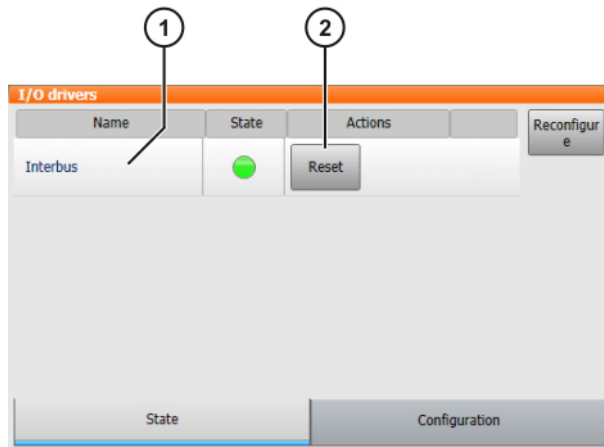 1 2
I/O drivers
Name State Actions
Reconfigur
e
Interbus Reset
State Configuration